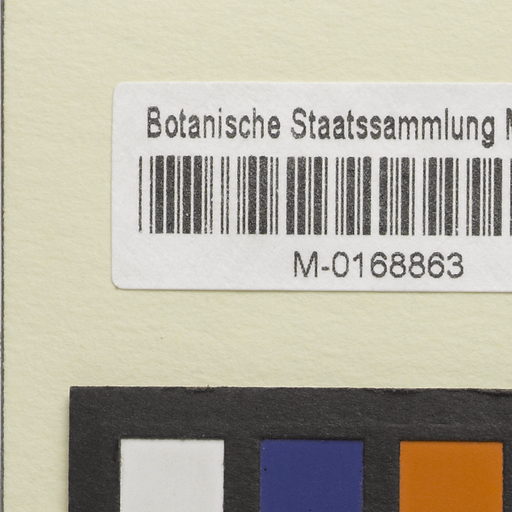 Botanische Staatssammlung
M-0168863